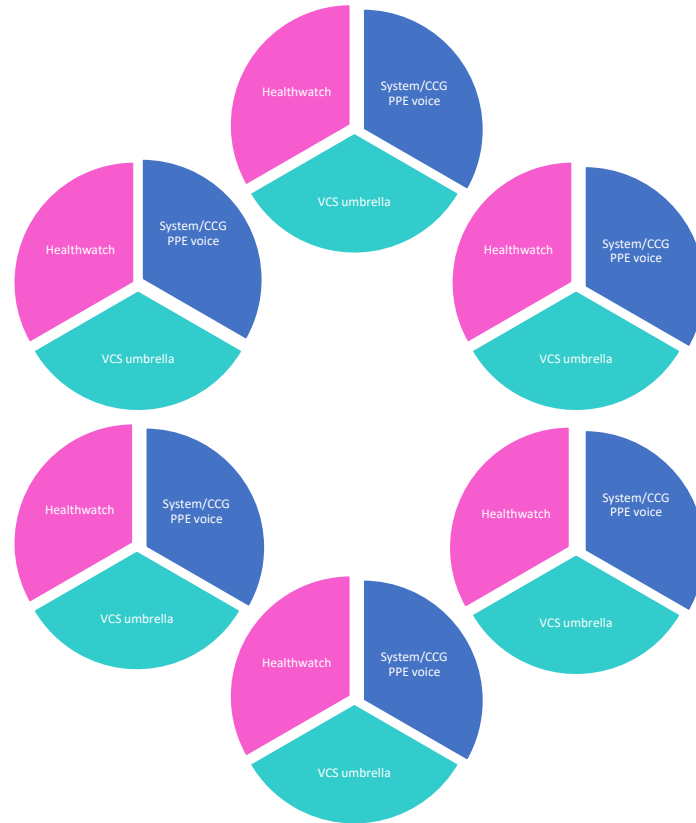 Healthwatch
System/CCG
PPE voice
VCS umbrella
Healthwatch
System/CCG
PPE voice
VCS umbrella
Healthwatch
System/CCG
PPE voice
VCS umbrella
Healthwatch
System/CCG
PPE voice
VCS umbrella
Healthwatch
System/CCG
PPE voice
VCS umbrella
Healthwatch
System/CCG
PPE voice
VCS umbrella